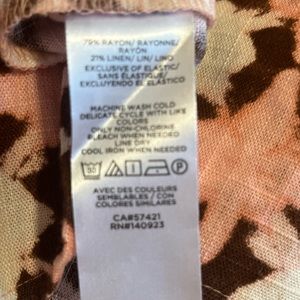 79% RAYON/ RAYONNE/
RAYÓN
21% LINEN/ LIN/ LINO
EXCLUSIVE OF ELASTIC/
SANS ÉLASTIQUE/
EXCLUYENDO EL ELÁSTICO
MACHINE WASH COLD
DELICATE CYCLE WITH LIKE
COLORS
ONLY NON-CHLORINE
BLEACH WHEN NEEDED
LINE DRY
COOL IRON WHEN NEEDED
30 P
AVEC DES COULEURS
SEMBLABLES / CON
COLORES SIMILARES
CA#57421
RN#140923